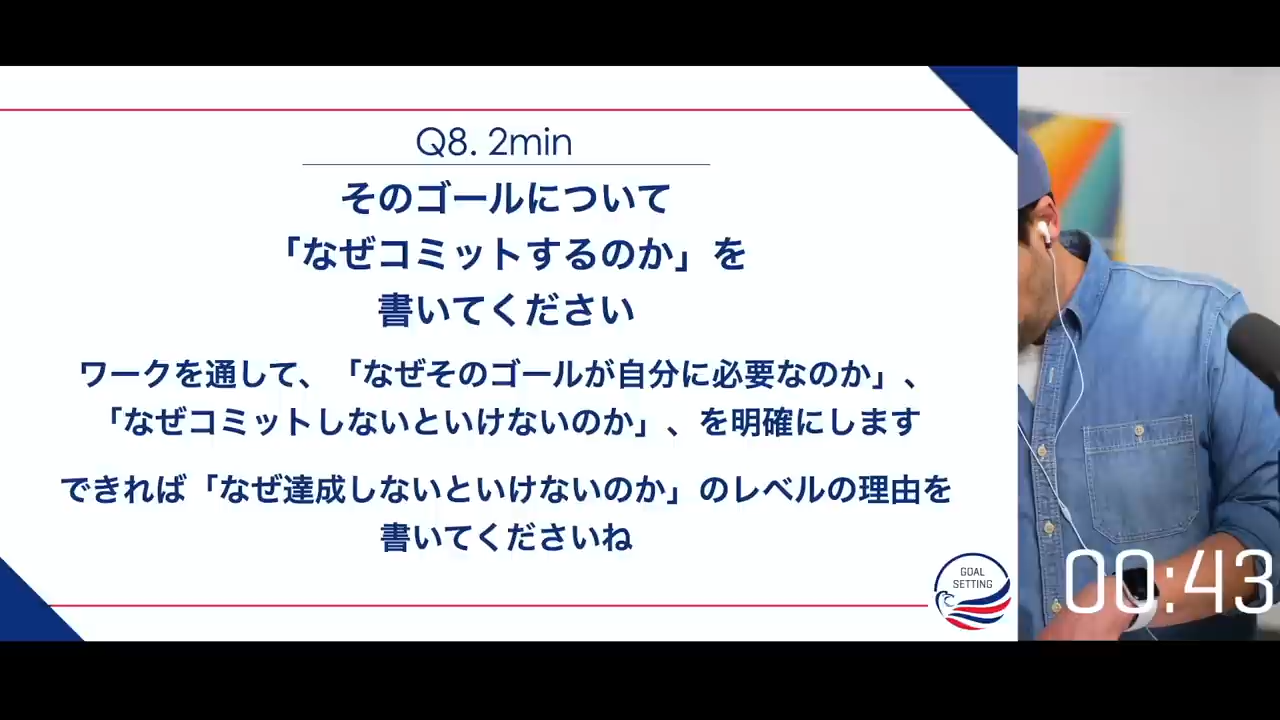 Q8. 2min
そのゴールについて
「なぜコミットするのか」を
書いてください
ワークを通して、「なぜそのゴールが自分に必要なのか」、
「なぜコミットしないといけないのか」、を明確にします
できれば「なぜ達成しないといけないのか」のレベルの理由を
書いてくださいね
GOAL
SETTING
00:43